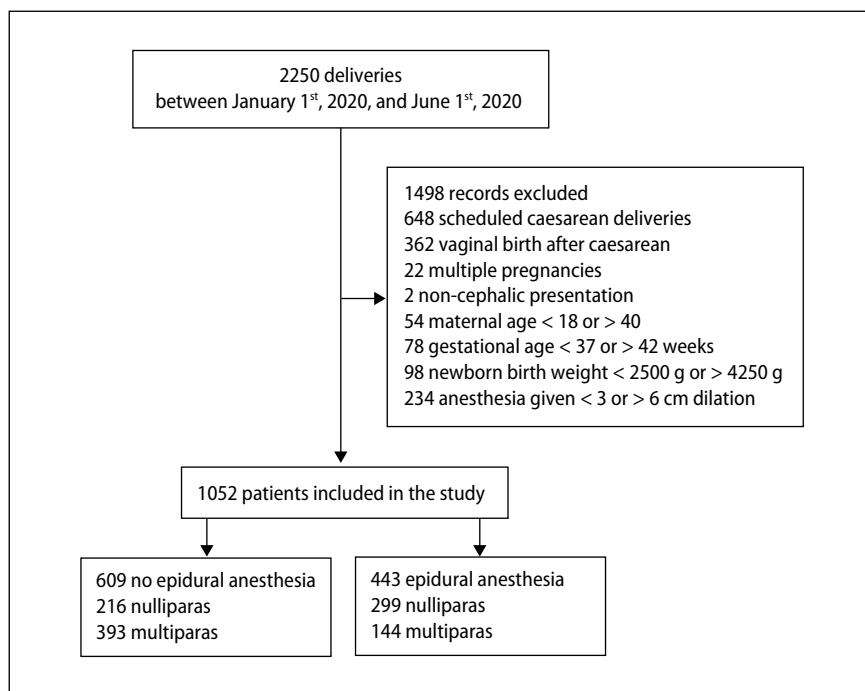 2250 deliveries
between January 1st, 2020, and June 1st, 2020
1498 records excluded
648 scheduled caesarean deliveries
362 vaginal birth after caesarean
22 multiple pregnancies
2 non-cephalic presentation
54 maternal age < 18 or > 40
78 gestational age < 37 or > 42 weeks
98 newborn birth weight < 2500 g or > 4250 g
234 anesthesia given < 3 or > 6 cm dilation
1052 patients included in the study
609 no epidural anesthesia
216 nulliparas
393 multiparas
443 epidural anesthesia
299 nulliparas
144 multiparas